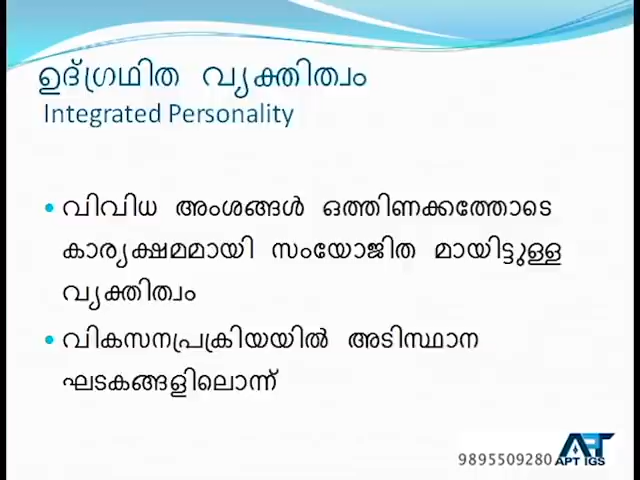 ഉദ്ഗ്രഥിത വ്യക്തിത്വം
Integrated Personality
വിവിധ അംശങ്ങൾ ഒത്തിണക്കത്തോടെ
കാര്യക്ഷമമായി സംയോജിത മായിട്ടുള്ള
വ്യക്തിത്വം
വികസനപ്രക്രിയയിൽ അടിസ്ഥാന
ഘടകങ്ങളിലൊന്ന്
9895509280
APT
APT IGS